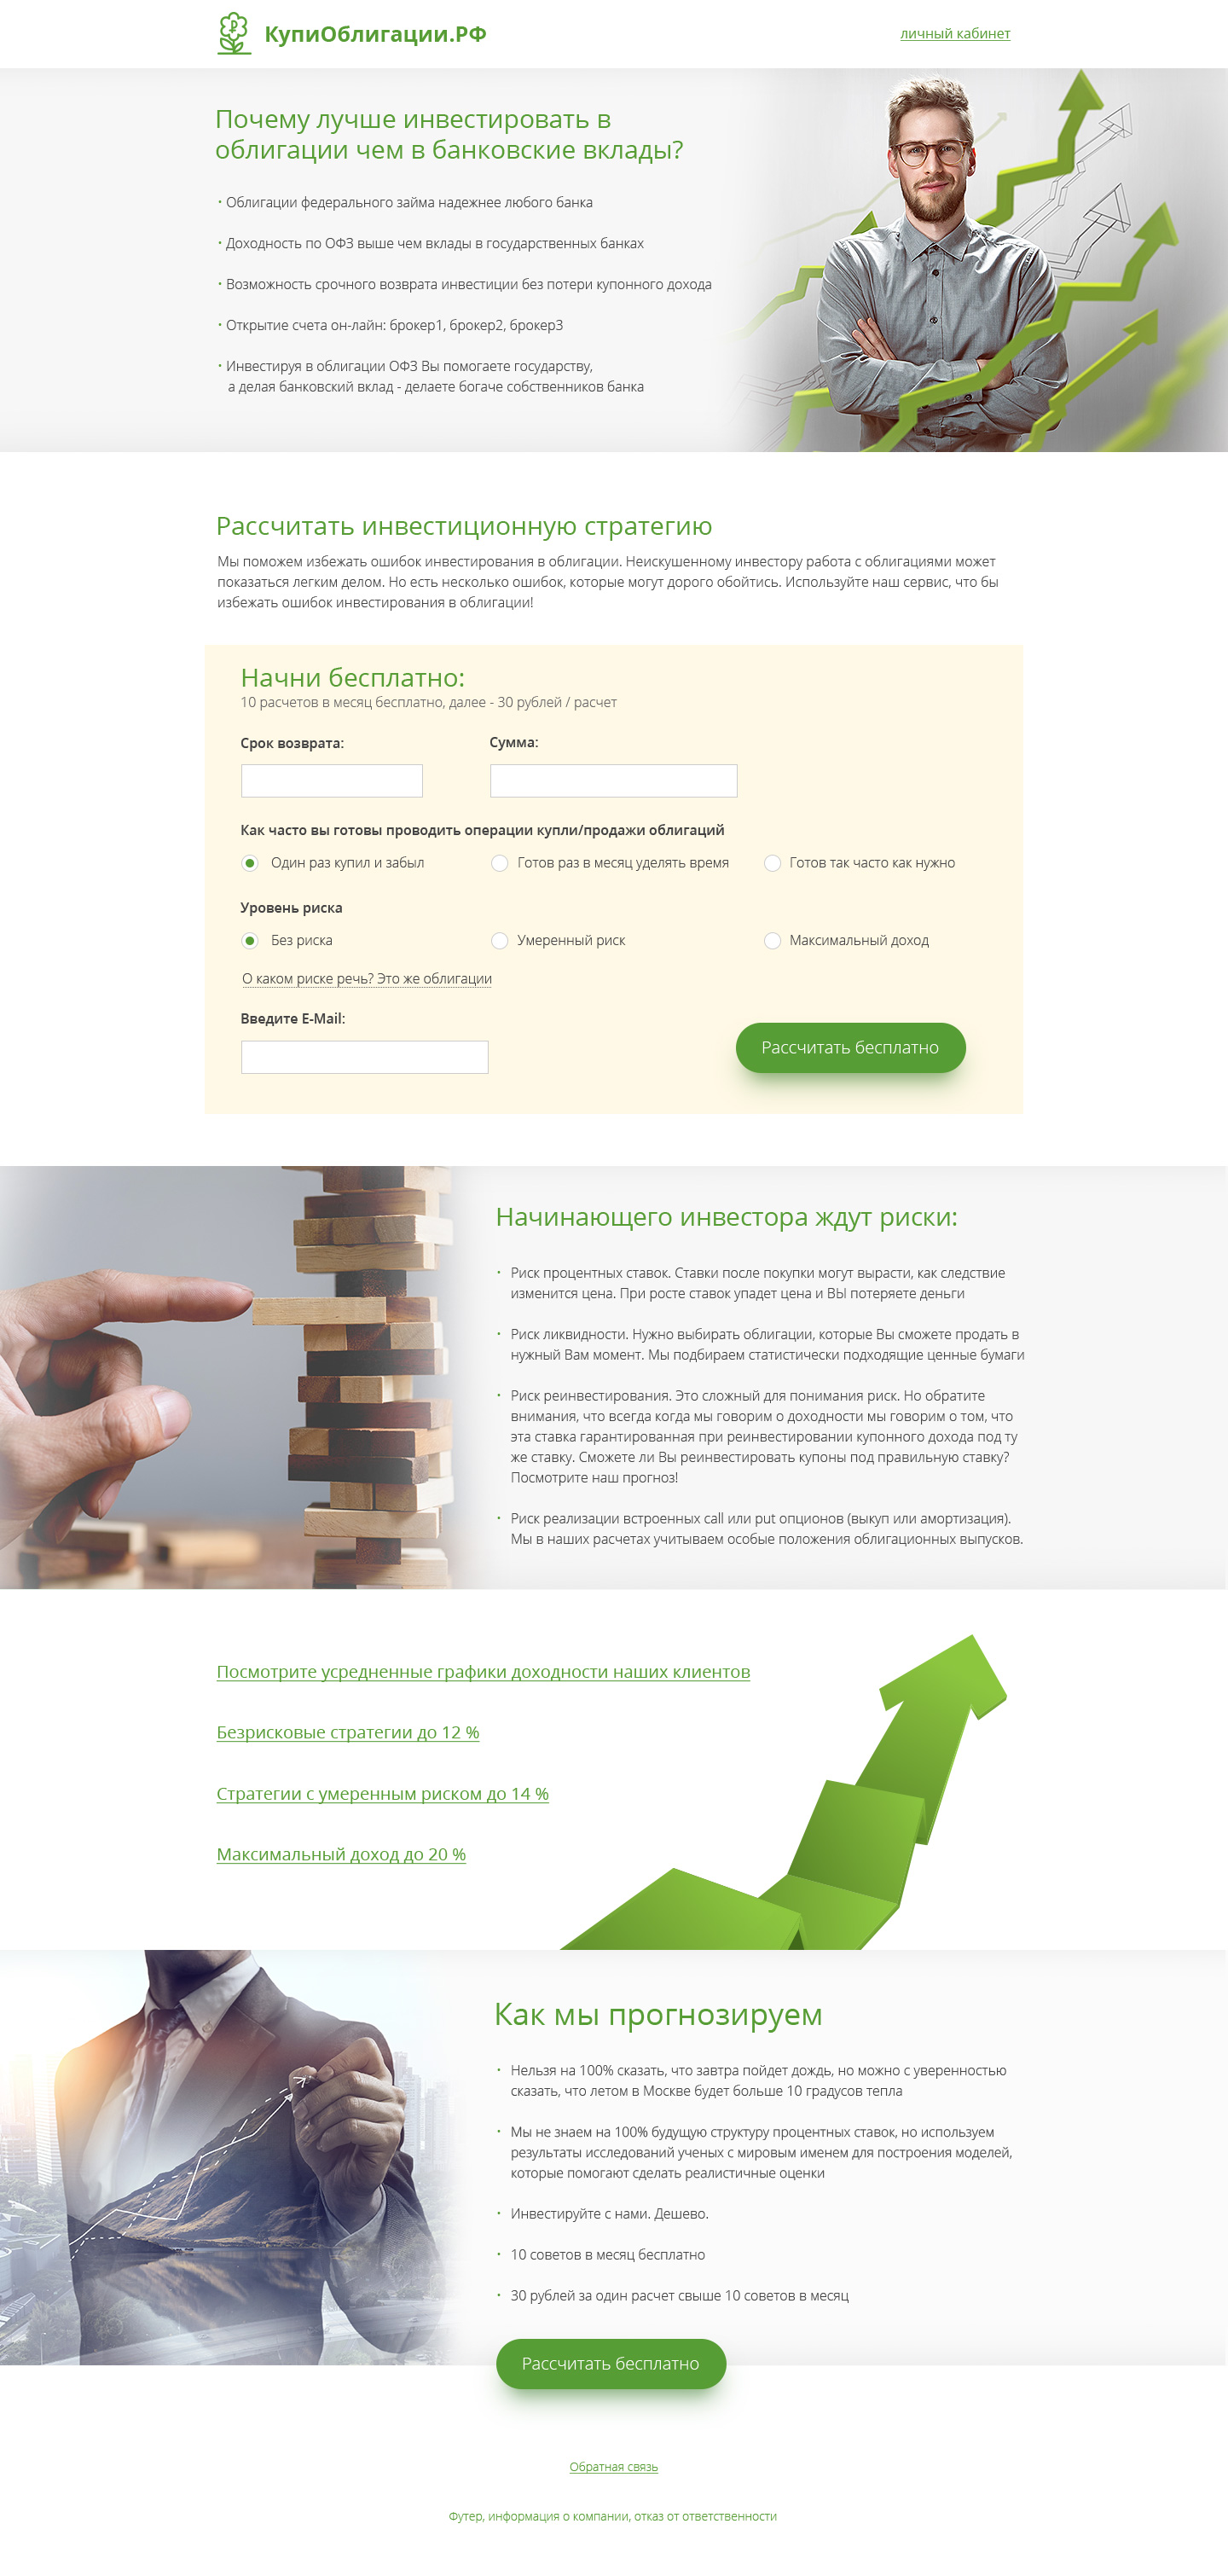 КупиОблигации.РФ
личный кабинет
Почему лучше инвестировать в
облигации чем в банковские вклады?
• Облигации федерального займа надежнее любого банка
• Доходность по ОФЗ выше чем вклады в государственных банках
• Возможность срочного возврата инвестиции без потери купонного дохода
• Открытие счета он-лайн: брокер1, брокер2, брокер3
• Инвестируя в облигации ОФЗ Вы помогаете государству,
а делая банковский вклад - делаете богаче собственников банка
Рассчитать инвестиционную стратегию
Мы поможем избежать ошибок инвестирования в облигации. Неискушенному инвестору работа с облигациями может
показаться легким делом. Но есть несколько ошибок, которые могут дорого обойтись. Используйте наш сервис, что бы
избежать ошибок инвестирования в облигации!
Начни бесплатно:
10 расчетов в месяц бесплатно, далее - 30 рублей / расчет
Срок возврата: Сумма:
Как часто вы готовы проводить операции купли/продажи облигаций
Один раз купил и забыл Готов раз в месяц уделять время Готов так часто как нужно
Уровень риска
Без риска Умеренный риск Максимальный доход
О каком риске речь? Это же облигации
Введите E-Mail:
Рассчитать бесплатно
Начинающего инвестора ждут риски:
• Риск процентных ставок. Ставки после покупки могут вырасти, как следствие
изменится цена. При росте ставок упадет цена и ВЫ потеряете деньги
• Риск ликвидности. Нужно выбирать облигации, которые Вы сможете продать в
нужный Вам момент. Мы подбираем статистически подходящие ценные бумаги
• Риск реинвестирования. Это сложный для понимания риск. Но обратите
внимания, что всегда когда мы говорим о доходности мы говорим о том, что
эта ставка гарантированная при реинвестировании купонного дохода под ту
же ставку. Сможете ли Вы реинвестировать купоны под правильную ставку?
Посмотрите наш прогноз!
• Риск реализации встроенных call или put опционов (выкуп или амортизация).
Мы в наших расчетах учитываем особые положения облигационных выпусков.
Посмотрите усредненные графики доходности наших клиентов
Безрисковые стратегии до 12 %
Стратегии с умеренным риском до 14 %
Максимальный доход до 20 %
Как мы прогнозируем
• Нельзя на 100% сказать, что завтра пойдет дождь, но можно с уверенностью
сказать, что летом в Москве будет больше 10 градусов тепла
• Мы не знаем на 100% будущую структуру процентных ставок, но используем
результаты исследований ученых с мировым именем для построения моделей,
которые помогают сделать реалистичные оценки
• Инвестируйте с нами. Дешево.
• 10 советов в месяц бесплатно
• 30 рублей за один расчет свыше 10 советов в месяц
Рассчитать бесплатно
Обратная связь
Футер, информация о компании, отказ от ответственности